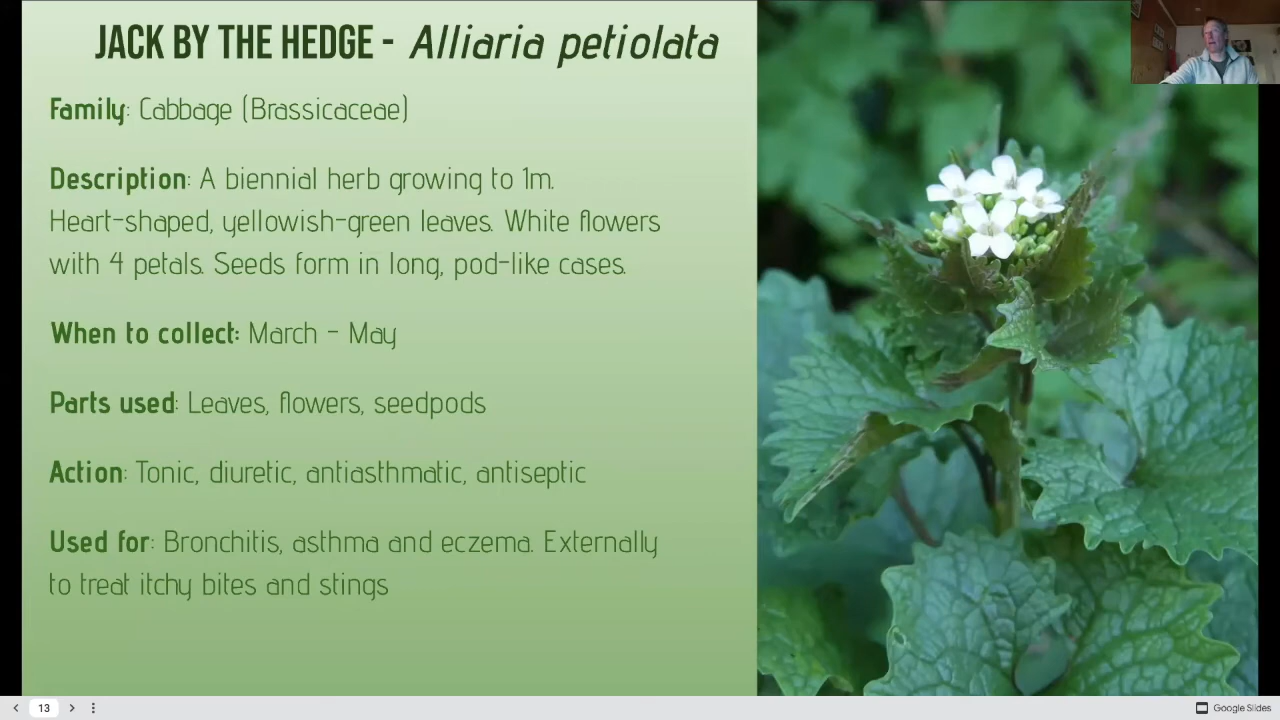 JACK BY THE HEDGE - Alliaria petiolata
Family: Cabbage (Brassicaceae)
Description: A biennial herb growing to 1m.
Heart-shaped, yellowish-green leaves. White flowers
with 4 petals. Seeds form in long, pod-like cases.
When to collect: March - May
Parts used: Leaves, flowers, seedpods
Action: Tonic, diuretic, antiasthmatic, antiseptic
Used for: Bronchitis, asthma and eczema. Externally
to treat itchy bites and stings
13
Google Slides